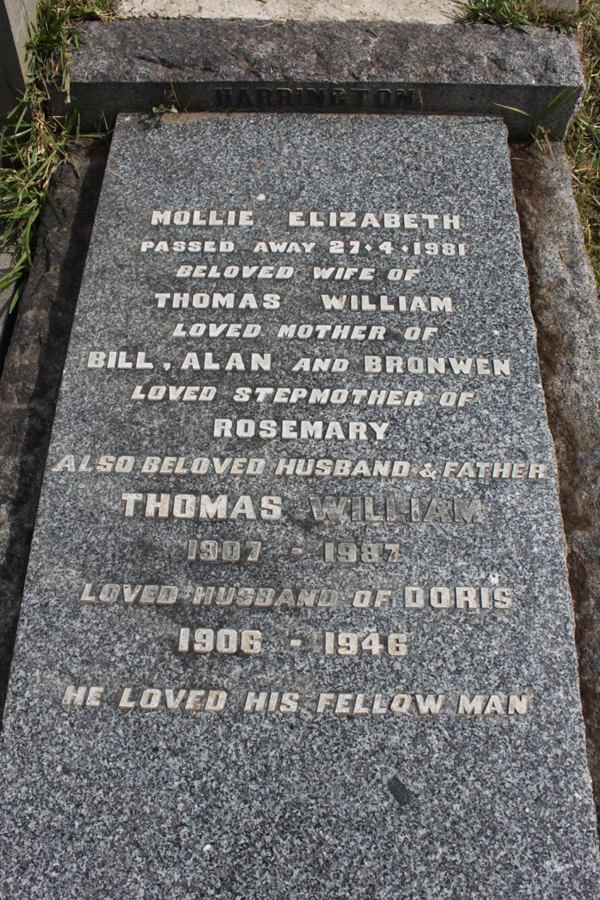 HARRINGTON
MOLLIE ELIZABETH
PASSED AWAY 27·4·1981
BELOVED WIFE OF
THOMAS WILLIAM
LOVED MOTHER OF
BILL, ALAN AND BRONWEN
LOVED STEPMOTHER OF
ROSEMARY
ALSO BELOVED HUSBAND & FATHER
THOMAS WILLIAM
1907 - 1987
LOVED HUSBAND OF DORIS
1906 - 1946
HE LOVED HIS FELLOW MAN